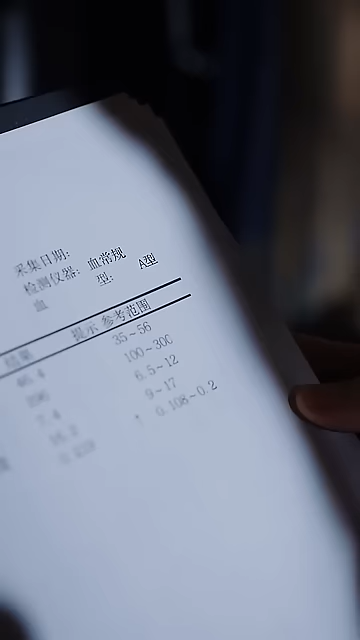 采集日期:
检测仪器: 血常规
血 型: A型
结果 提示 参考范围
46.4 35~56
100~300
7.4 6.5~12
16.2 9~17
↑ 0.108~0.2